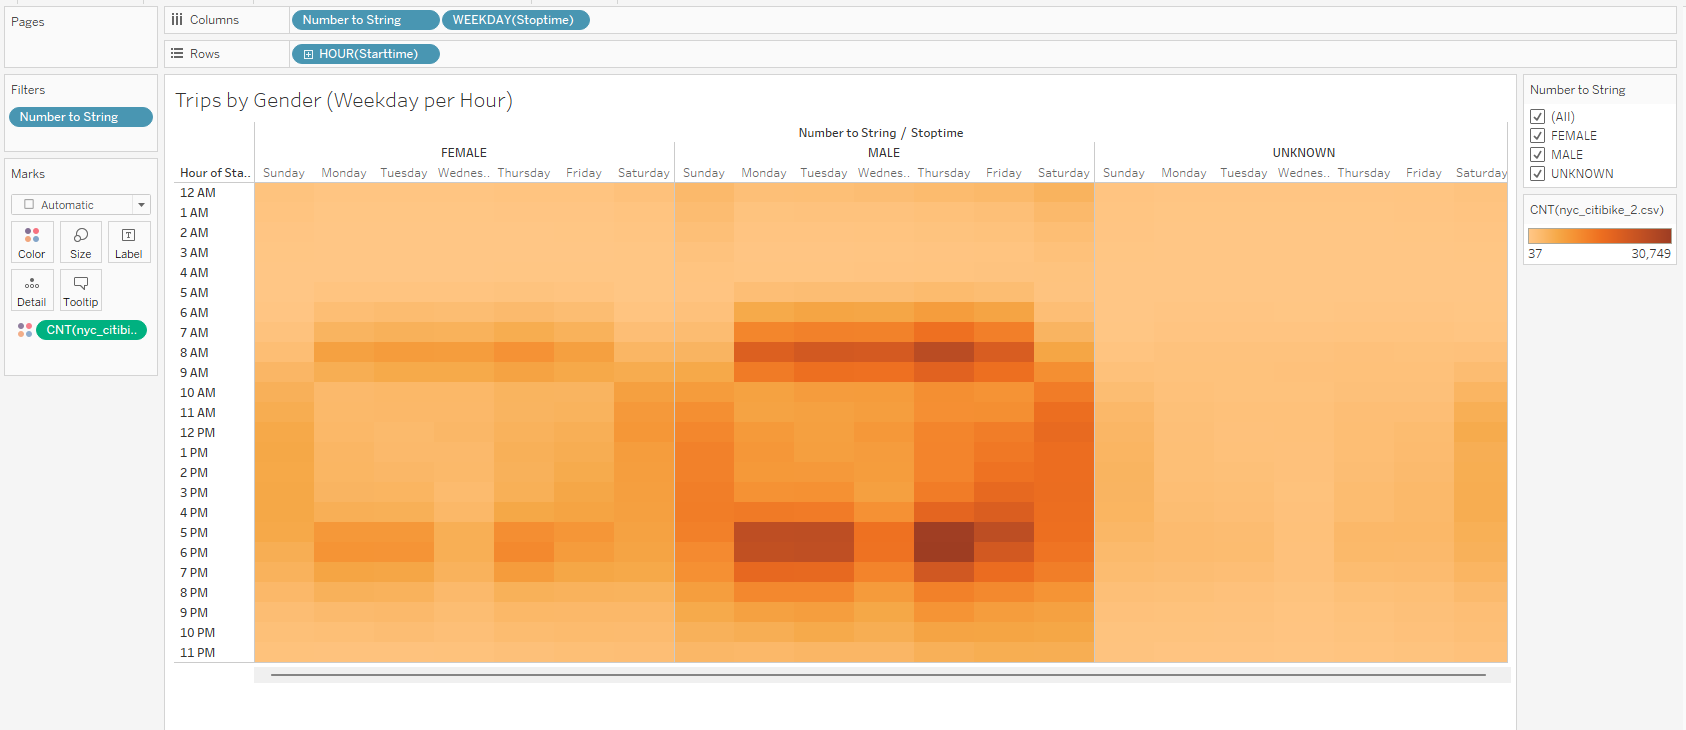 Pages
Columns Number to String WEEKDAY(Stoptime)
Rows HOUR(Starttime)
Filters
Number to String
Marks
Automatic
Color Size Label
Detail Tooltip
CNT(nyc_citibi..
Trips by Gender (Weekday per Hour)
Number to String / Stoptime
FEMALE MALE UNKNOWN
Hour of Sta.. Sunday Monday Tuesday Wednes.. Thursday Friday Saturday Sunday Monday Tuesday Wednes.. Thursday Friday Saturday Sunday Monday Tuesday Wednes.. Thursday Friday Saturday
12 AM
1 AM
2 AM
3 AM
4 AM
5 AM
6 AM
7 AM
8 AM
9 AM
10 AM
11 AM
12 PM
1 PM
2 PM
3 PM
4 PM
5 PM
6 PM
7 PM
8 PM
9 PM
10 PM
11 PM
Number to String
(All)
FEMALE
MALE
UNKNOWN
CNT(nyc_citibike_2.csv)
37 30,749